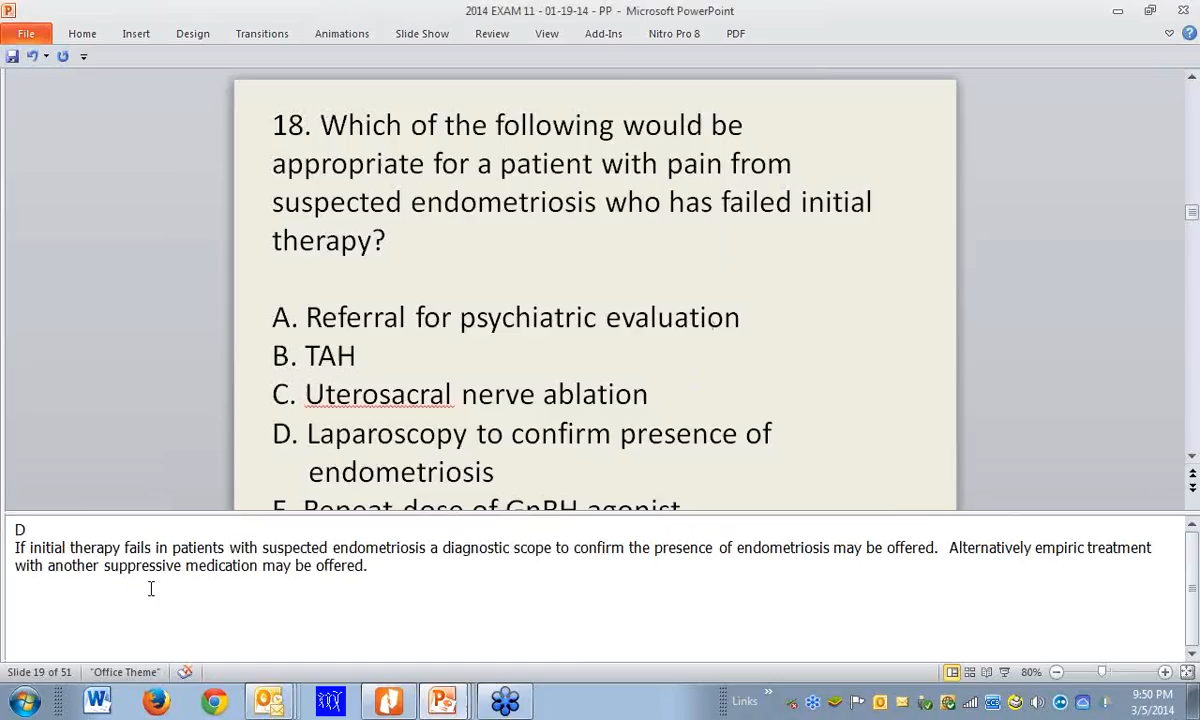 2014 EXAM 11 - 01-19-14 - PP - Microsoft PowerPoint
File Home Insert Design Transitions Animations Slide Show Review View Add-Ins Nitro Pro 8 PDF
18. Which of the following would be
appropriate for a patient with pain from
suspected endometriosis who has failed initial
therapy?
A. Referral for psychiatric evaluation
B. TAH
C. Uterosacral nerve ablation
D. Laparoscopy to confirm presence of
endometriosis
E. Repeat dose of GnRH agonist
D
If initial therapy fails in patients with suspected endometriosis a diagnostic scope to confirm the presence of endometriosis may be offered. Alternatively empiric treatment
with another suppressive medication may be offered.
Slide 19 of 51 "Office Theme" 80%
Links
9:50 PM
3/5/2014